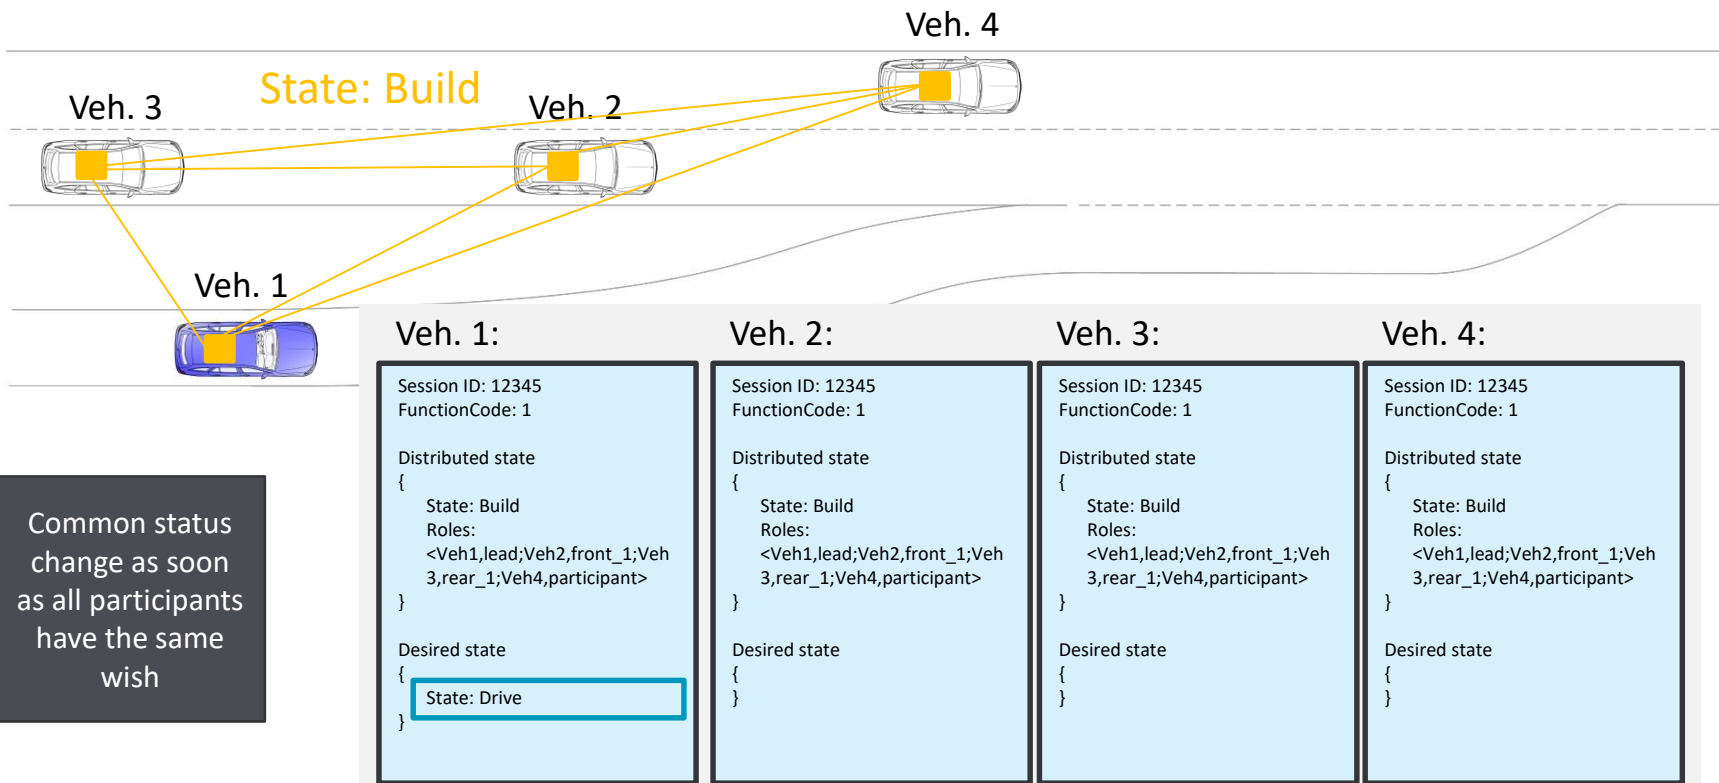 Veh. 4
State: Build
Veh. 3
Veh. 2
Veh. 1
Common status
change as soon
as all participants
have the same
wish
Veh. 1:
Session ID: 12345
FunctionCode: 1
Distributed state
{
State: Build
Roles:
<Veh1,lead;Veh2,front_1;Veh
3,rear_1;Veh4,participant>
}
Desired state
{
State: Drive
}
Veh. 2:
Session ID: 12345
FunctionCode: 1
Distributed state
{
State: Build
Roles:
<Veh1,lead;Veh2,front_1;Veh
3,rear_1;Veh4,participant>
}
Desired state
{
}
Veh. 3:
Session ID: 12345
FunctionCode: 1
Distributed state
{
State: Build
Roles:
<Veh1,lead;Veh2,front_1;Veh
3,rear_1;Veh4,participant>
}
Desired state
{
}
Veh. 4:
Session ID: 12345
FunctionCode: 1
Distributed state
{
State: Build
Roles:
<Veh1,lead;Veh2,front_1;Veh
3,rear_1;Veh4,participant>
}
Desired state
{
}